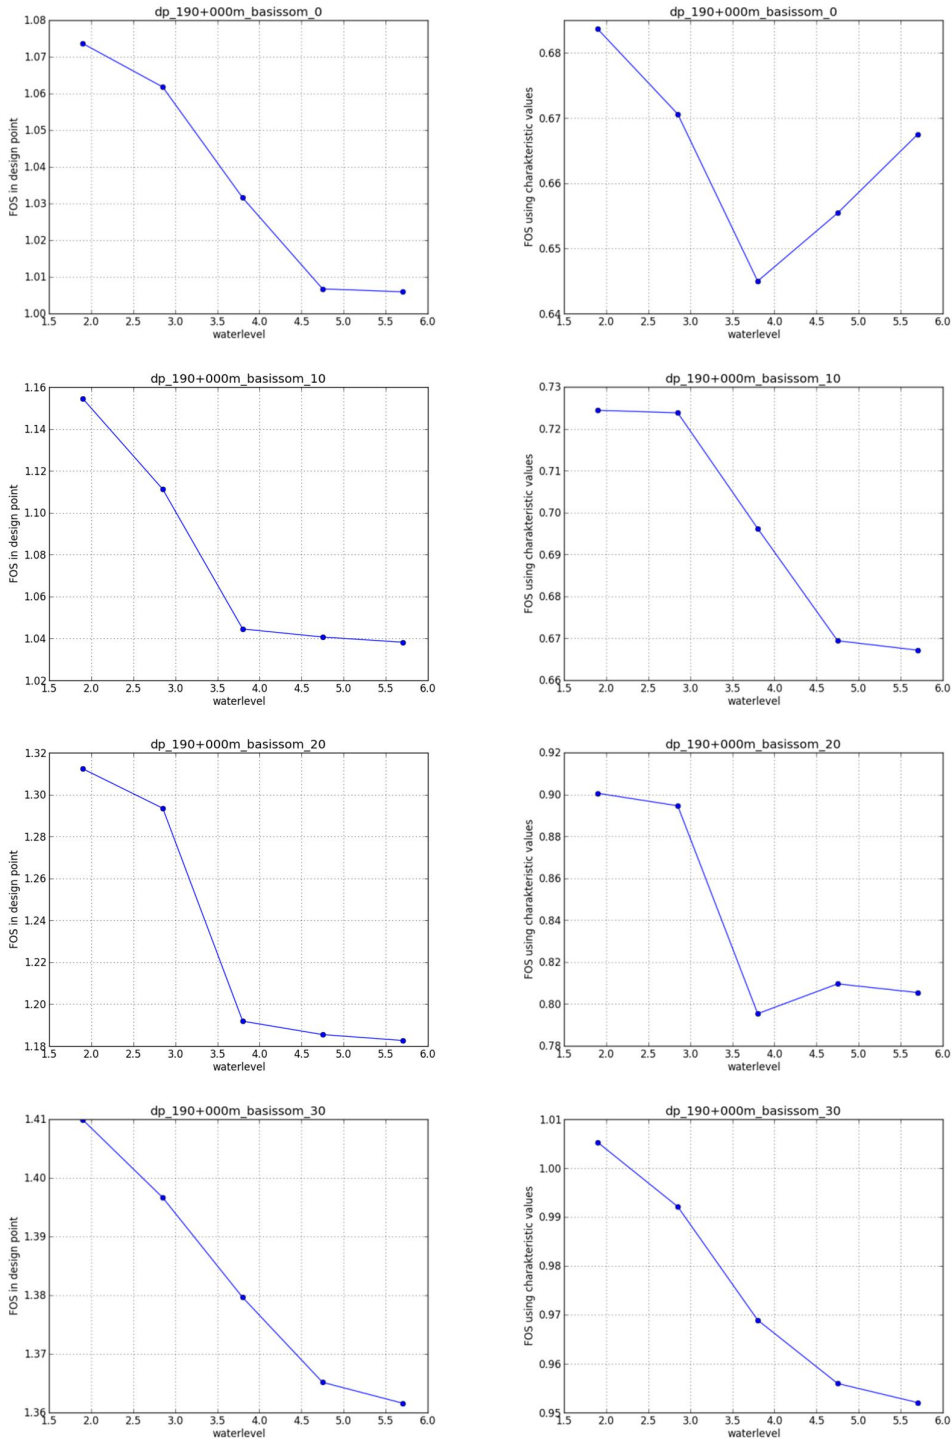 dp_190+000m_basissom_0
FOS in design point
1.08
1.07
1.06
1.05
1.04
1.03
1.02
1.01
1.00
1.5 2.0 2.5 3.0 3.5 4.0 4.5 5.0 5.5 6.0
waterlevel
dp_190+000m_basissom_0
FOS using charakteristic values
0.68
0.67
0.66
0.65
0.64
1.5 2.0 2.5 3.0 3.5 4.0 4.5 5.0 5.5 6.0
waterlevel
dp_190+000m_basissom_10
FOS in design point
1.16
1.14
1.12
1.10
1.08
1.06
1.04
1.02
1.5 2.0 2.5 3.0 3.5 4.0 4.5 5.0 5.5 6.0
waterlevel
dp_190+000m_basissom_10
FOS using charakteristic values
0.73
0.72
0.71
0.70
0.69
0.68
0.67
0.66
1.5 2.0 2.5 3.0 3.5 4.0 4.5 5.0 5.5 6.0
waterlevel
dp_190+000m_basissom_20
FOS in design point
1.32
1.30
1.28
1.26
1.24
1.22
1.20
1.18
1.5 2.0 2.5 3.0 3.5 4.0 4.5 5.0 5.5 6.0
waterlevel
dp_190+000m_basissom_20
FOS using charakteristic values
0.92
0.90
0.88
0.86
0.84
0.82
0.80
0.78
1.5 2.0 2.5 3.0 3.5 4.0 4.5 5.0 5.5 6.0
waterlevel
dp_190+000m_basissom_30
FOS in design point
1.41
1.40
1.39
1.38
1.37
1.36
1.5 2.0 2.5 3.0 3.5 4.0 4.5 5.0 5.5 6.0
waterlevel
dp_190+000m_basissom_30
FOS using charakteristic values
1.01
1.00
0.99
0.98
0.97
0.96
0.95
1.5 2.0 2.5 3.0 3.5 4.0 4.5 5.0 5.5 6.0
waterlevel